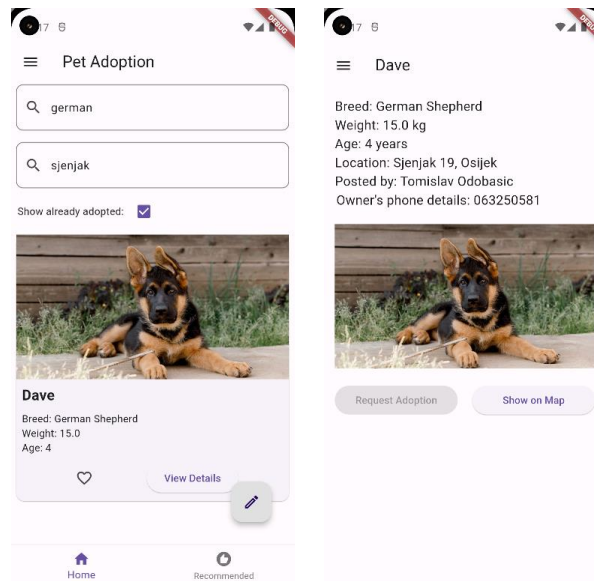 17
DEBUG
Pet Adoption
german
sjenjak
Show already adopted:
Dave
Breed: German Shepherd
Weight: 15.0
Age: 4
View Details
Home
Recommended
17
DEBUG
Dave
Breed: German Shepherd
Weight: 15.0 kg
Age: 4 years
Location: Sjenjak 19, Osijek
Posted by: Tomislav Odobasic
Owner's phone details: 063250581
Request Adoption
Show on Map